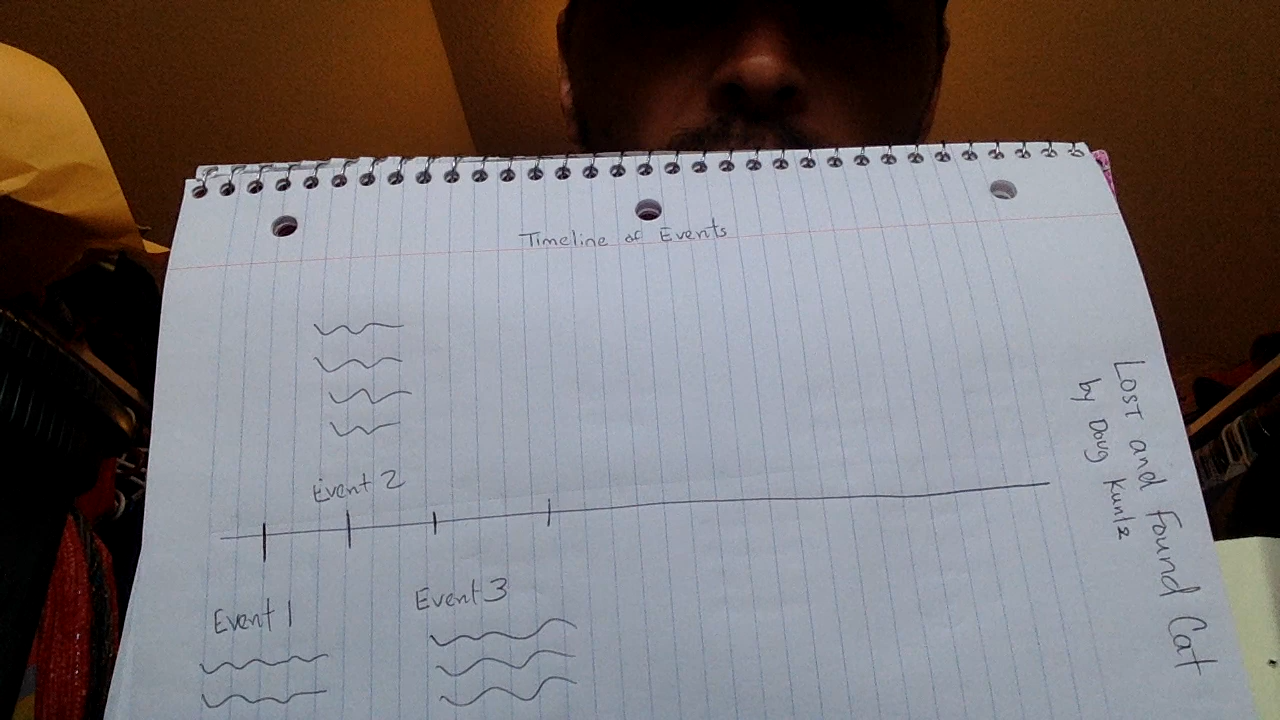 Timeline of Events
Event 2
Event 1
Event 3
Lost and Found Cat
by Doug Kuntz